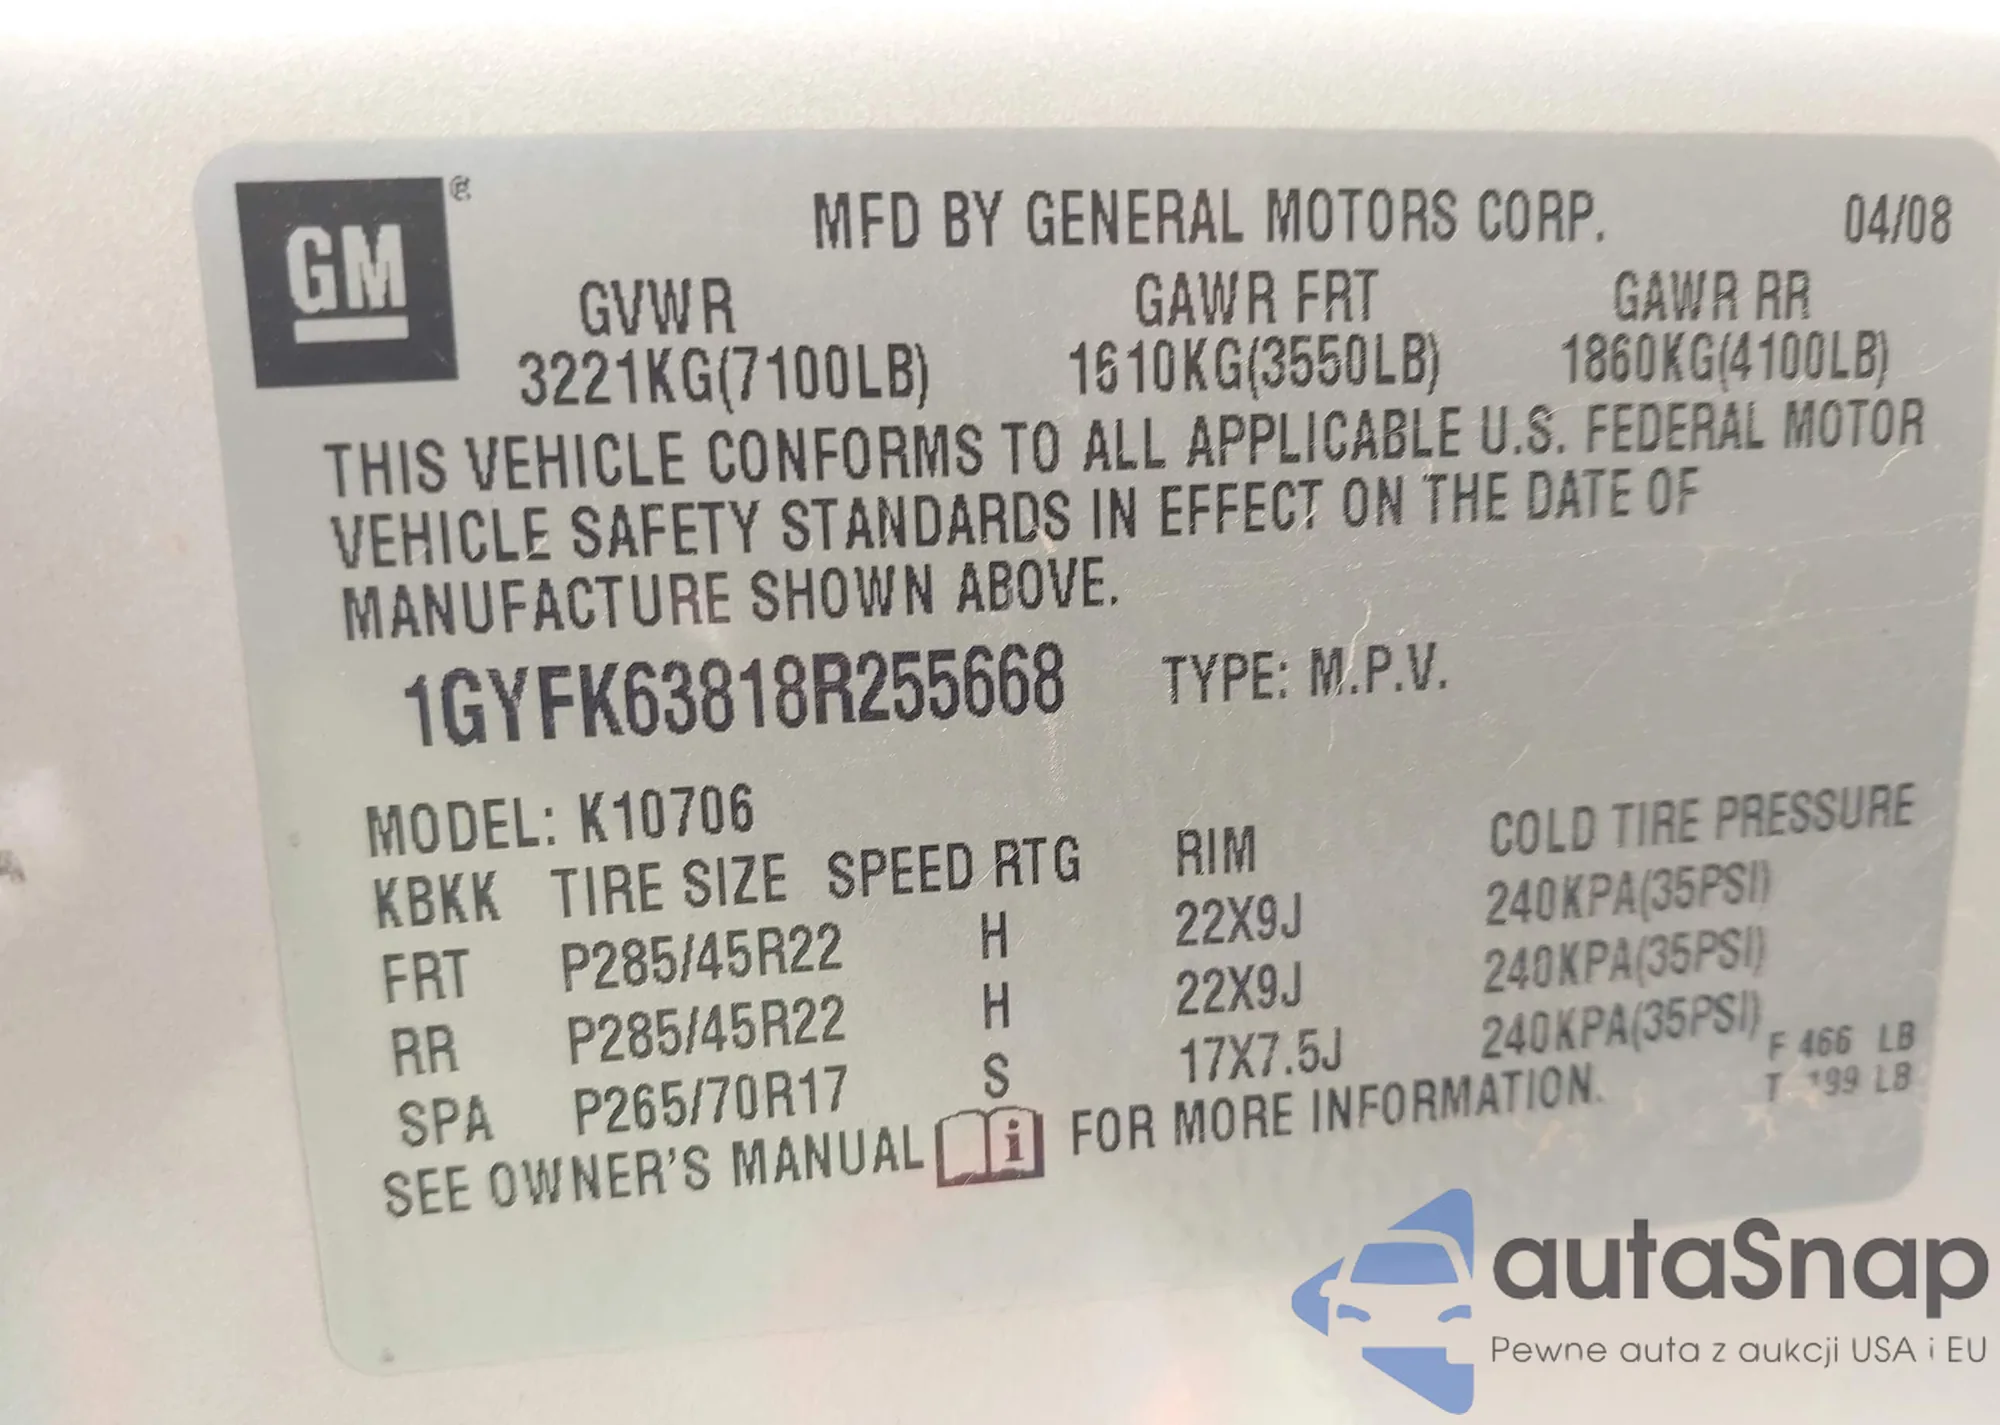 GM ®
MFD BY GENERAL MOTORS CORP. 04/08
GVWR GAWR FRT GAWR RR
3221KG(7100LB) 1610KG(3550LB) 1860KG(4100LB)
THIS VEHICLE CONFORMS TO ALL APPLICABLE U.S. FEDERAL MOTOR
VEHICLE SAFETY STANDARDS IN EFFECT ON THE DATE OF
MANUFACTURE SHOWN ABOVE.
1GYFK63818R255668 TYPE: M.P.V.
MODEL: K10706
KBKK TIRE SIZE SPEED RTG RIM COLD TIRE PRESSURE
FRT P285/45R22 H 22X9J 240KPA(35PSI)
RR P285/45R22 H 22X9J 240KPA(35PSI)
SPA P265/70R17 S 17X7.5J 240KPA(35PSI)
F 466 LB
T 199 LB
SEE OWNER'S MANUAL i FOR MORE INFORMATION.
autaSnap
Pewne auta z aukcji USA i EU